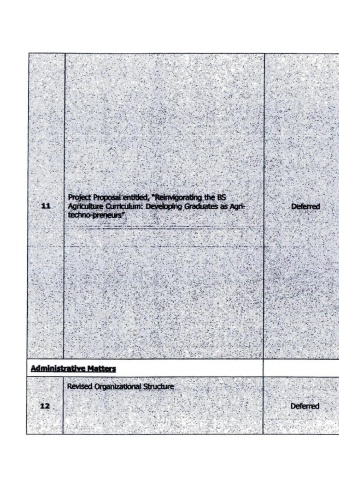 11
Project Proposal entitled, "Reinvigorating the BS
Agriculture Curriculum: Developing Graduates as Agri-
techno-preneurs"
Deferred
Administrative Matters
12
Revised Organizational Structure
Deferred